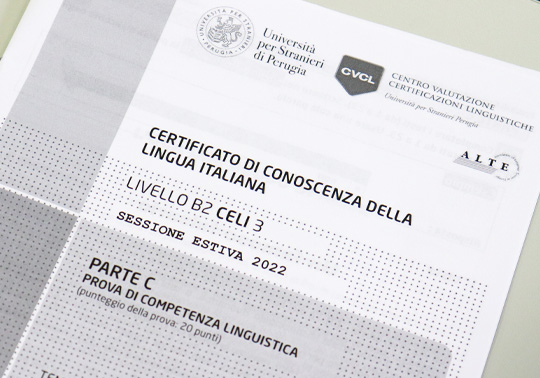 Università
per Stranieri
di Perugia
CVCL
CENTRO VALUTAZIONE
CERTIFICAZIONI LINGUISTICHE
Università per Stranieri Perugia
ALTE
CERTIFICATO DI CONOSCENZA DELLA
LINGUA ITALIANA
LIVELLO B2 CELI 3
SESSIONE ESTIVA 2022
PARTE C
PROVA DI COMPETENZA LINGUISTICA
(punteggio della prova: 20 punti)